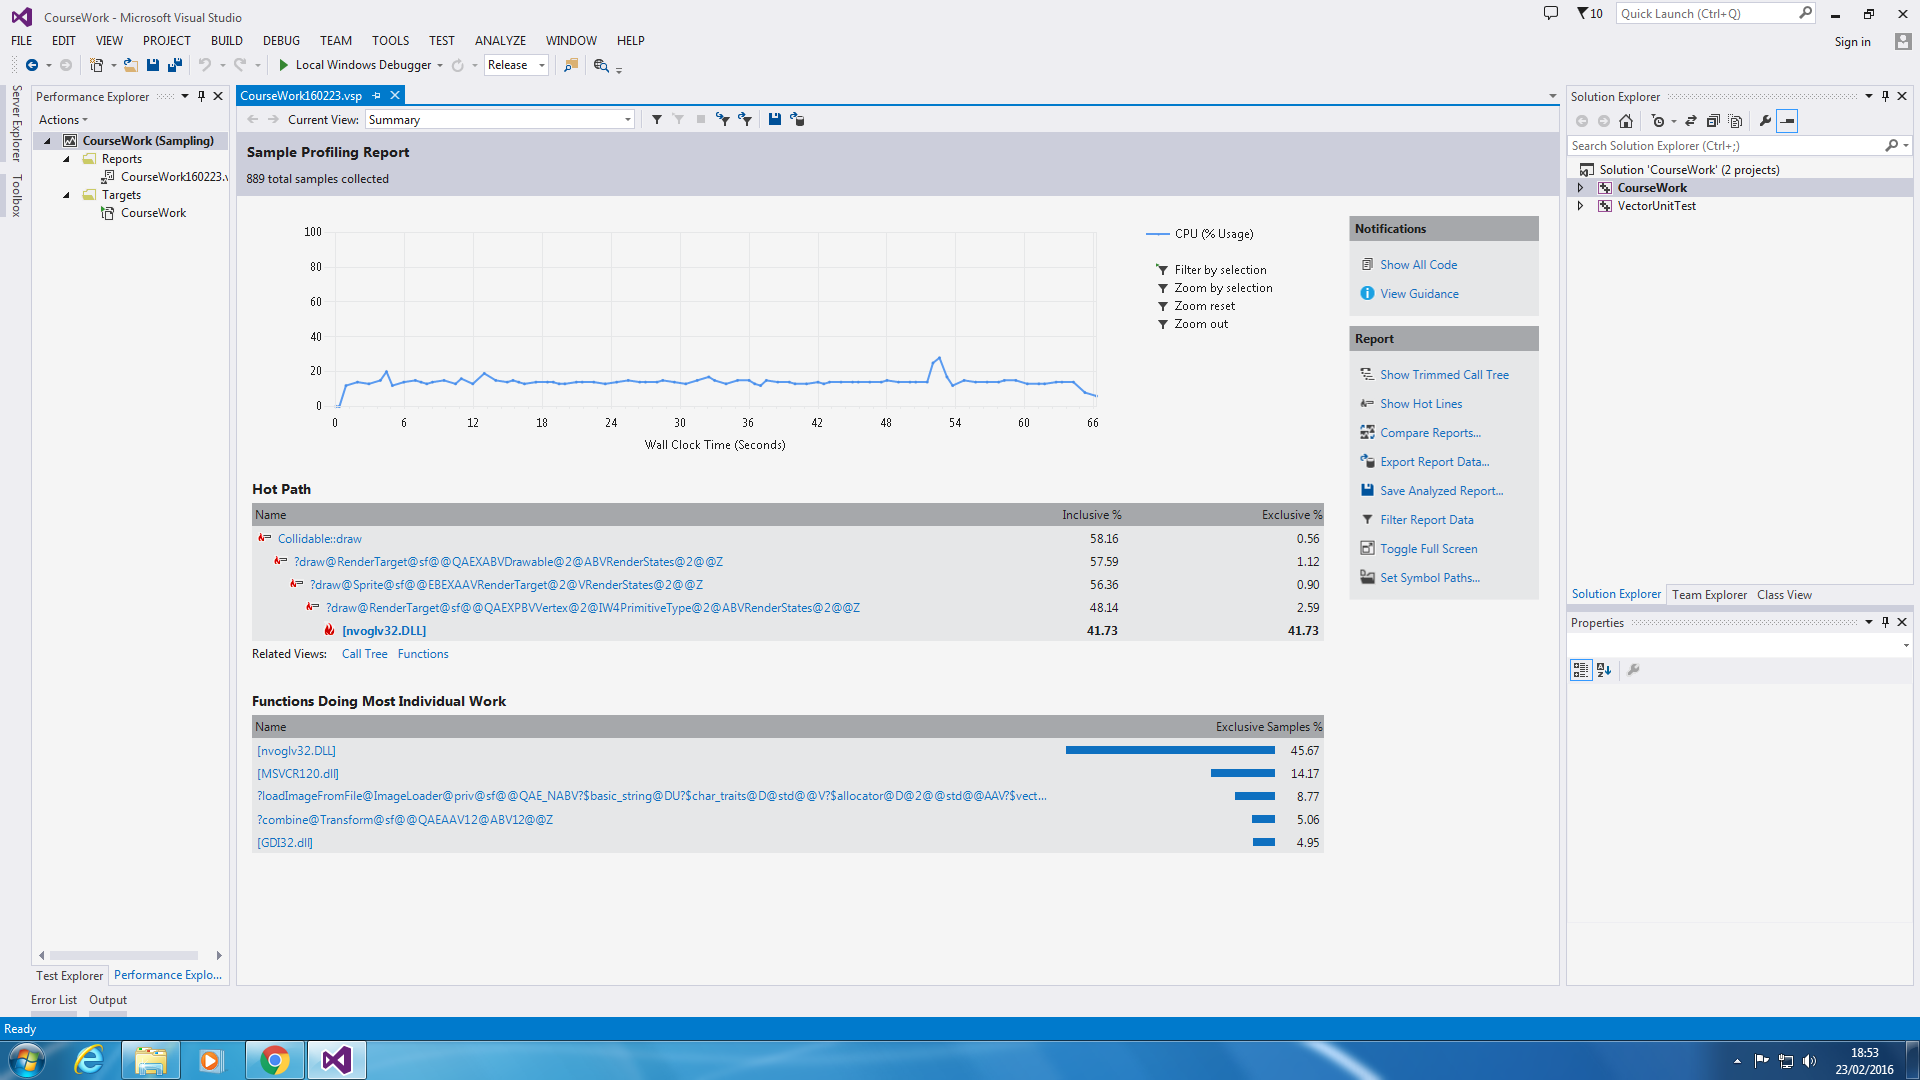 CourseWork - Microsoft Visual Studio
10
Quick Launch (Ctrl+Q)
FILE EDIT VIEW PROJECT BUILD DEBUG TEAM TOOLS TEST ANALYZE WINDOW HELP
Sign in
Local Windows Debugger
Release
Server Explorer
Toolbox
Performance Explorer
Actions
CourseWork (Sampling)
Reports
CourseWork160223.v
Targets
CourseWork
Test Explorer
Performance Explo...
CourseWork160223.vsp
Current View: Summary
Sample Profiling Report
889 total samples collected
100
80
60
40
20
0
0 6 12 18 24 30 36 42 48 54 60 66
Wall Clock Time (Seconds)
CPU (% Usage)
Filter by selection
Zoom by selection
Zoom reset
Zoom out
Hot Path
Name Inclusive % Exclusive %
Collidable::draw 58.16 0.56
?draw@RenderTarget@sf@@QAEXABVDrawable@2@ABVRenderStates@2@@Z 57.59 1.12
?draw@Sprite@sf@@EBEXAAVRenderTarget@2@VRenderStates@2@@Z 56.36 0.90
?draw@RenderTarget@sf@@QAEXPBVVertex@2@IW4PrimitiveType@2@ABVRenderStates@2@@Z 48.14 2.59
[nvoglv32.DLL] 41.73 41.73
Related Views: Call Tree Functions
Functions Doing Most Individual Work
Name Exclusive Samples %
[nvoglv32.DLL] 45.67
[MSVCR120.dll] 14.17
?loadImageFromFile@ImageLoader@priv@sf@@QAE_NABV?$basic_string@DU?$char_traits@D@std@@V?$allocator@D@2@@std@@AAV?$vect... 8.77
?combine@Transform@sf@@QAEAAV12@ABV12@@Z 5.06
[GDI32.dll] 4.95
Notifications
Show All Code
View Guidance
Report
Show Trimmed Call Tree
Show Hot Lines
Compare Reports...
Export Report Data...
Save Analyzed Report...
Filter Report Data
Toggle Full Screen
Set Symbol Paths...
Solution Explorer
Search Solution Explorer (Ctrl+;)
Solution 'CourseWork' (2 projects)
CourseWork
VectorUnitTest
Solution Explorer Team Explorer Class View
Properties
Error List Output
Ready
18:53
23/02/2016